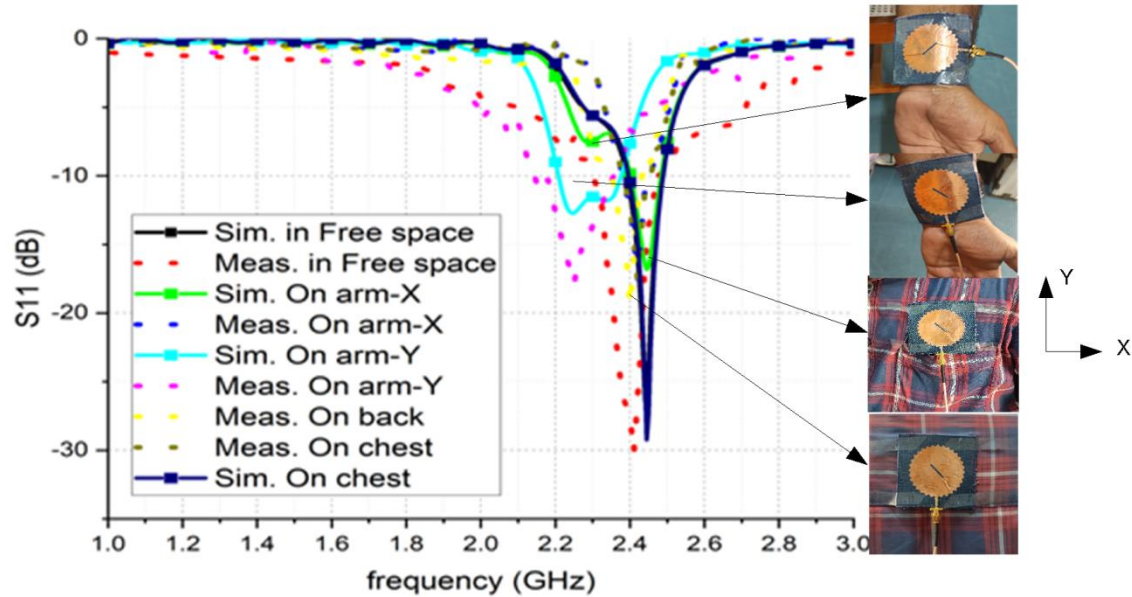 0
-10
-20
-30
S11 (dB)
Sim. in Free space
Meas. in Free space
Sim. On arm-X
Meas. On arm-X
Sim. On arm-Y
Meas. On arm-Y
Meas. On back
Meas. On chest
Sim. On chest
1.0 1.2 1.4 1.6 1.8 2.0 2.2 2.4 2.6 2.8 3.0
frequency (GHz)
Y
X